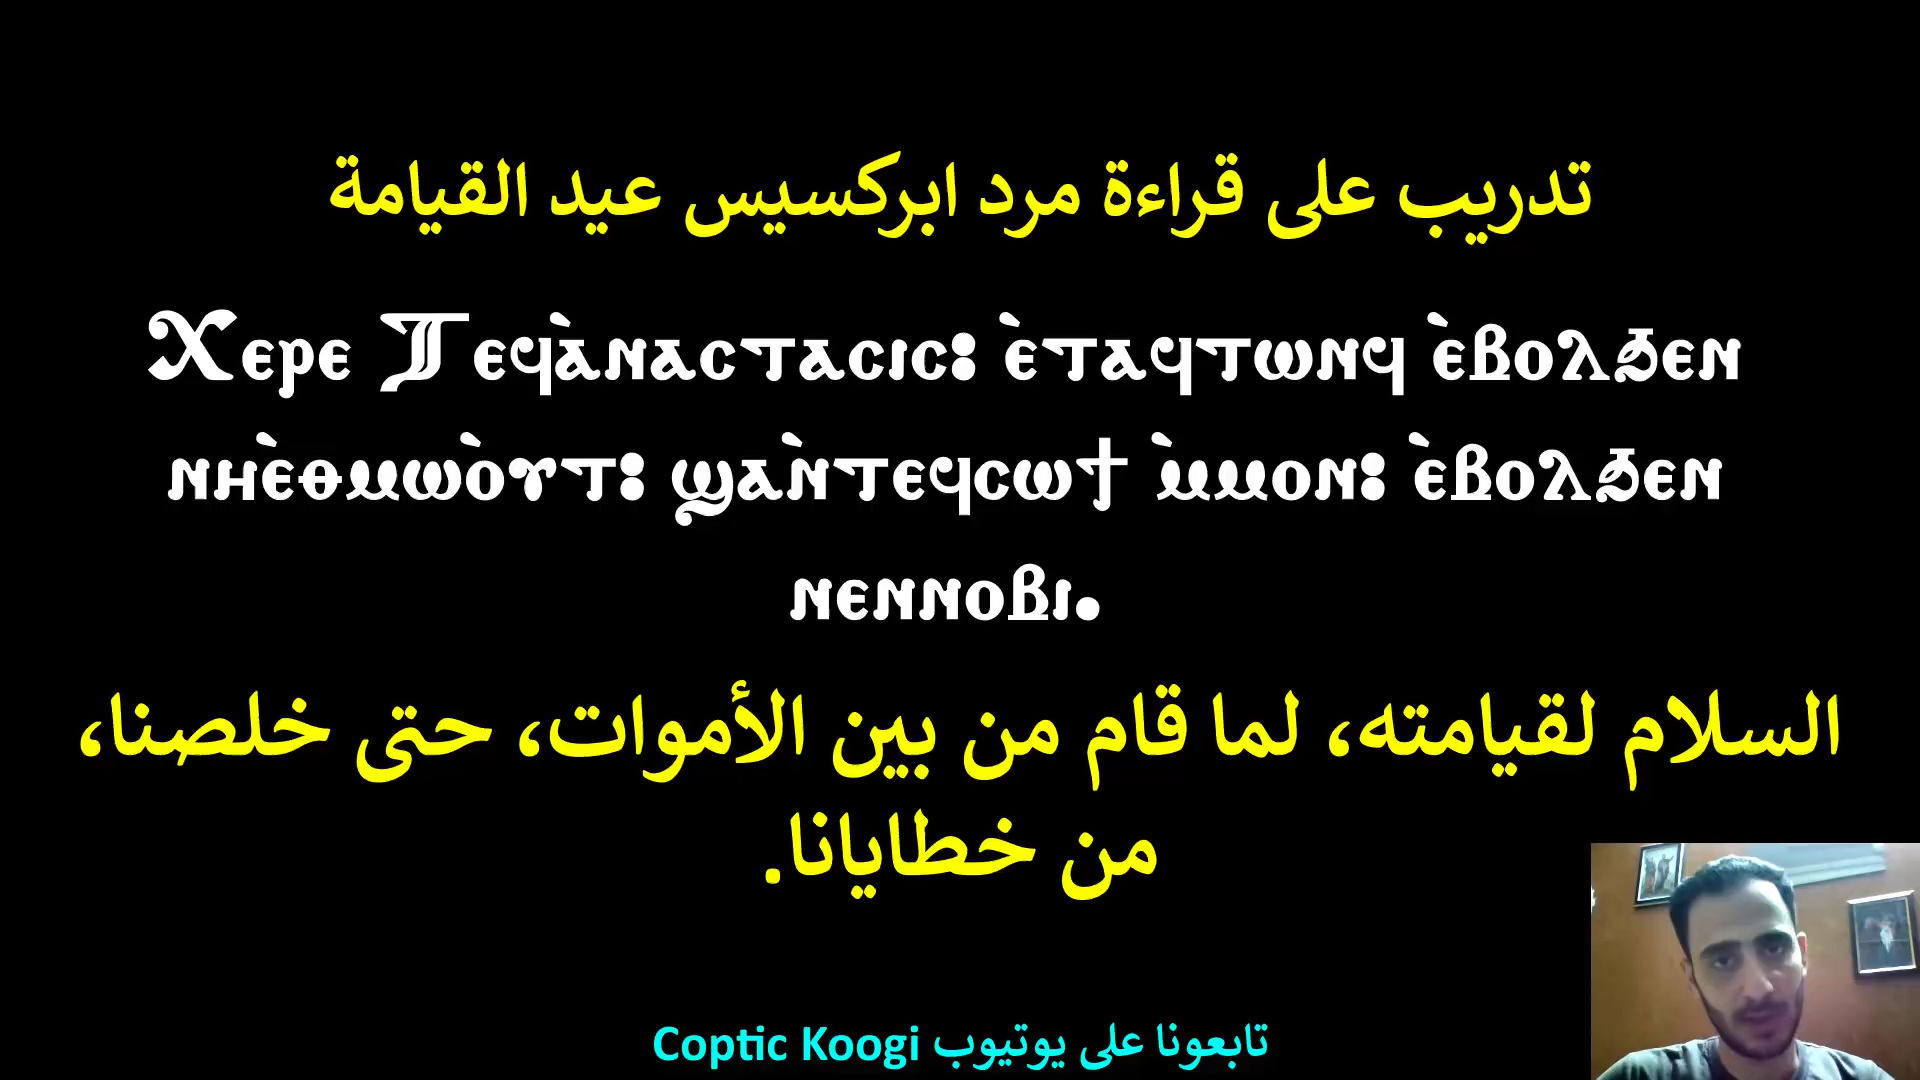 تدريب على قراءة مرد ابركسيس عيد القيامة
Ⲭⲉⲣⲉ Ⲧⲉϥⲁ̀ⲛⲁⲥⲧⲁⲥⲓⲥ: ⲉ̀ⲧⲁϥⲧⲱⲛϥ ⲉ̀ⲃⲟⲗϧⲉⲛ
ⲛⲏⲉ̀ⲑⲙⲱⲟ̀ⲩⲧ: ϣⲁⲛ̀ⲧⲉϥⲥⲱϯ ⲙ̀ⲙⲟⲛ: ⲉ̀ⲃⲟⲗϧⲉⲛ
ⲛⲉⲛⲛⲟⲃⲓ.
السلام لقيامته، لما قام من بين الأموات، حتى خلصنا،
من خطايانا.
تابعونا على يوتيوب Coptic Koogi